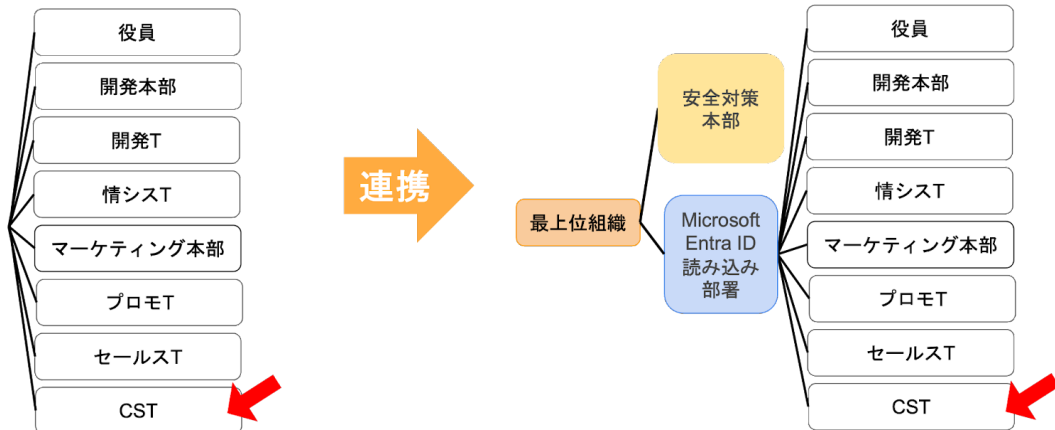 役員
開発本部
開発T
情シスT
マーケティング本部
プロモT
セールスT
CST
連携
最上位組織
安全対策
本部
Microsoft
Entra ID
読み込み
部署
役員
開発本部
開発T
情シスT
マーケティング本部
プロモT
セールスT
CST